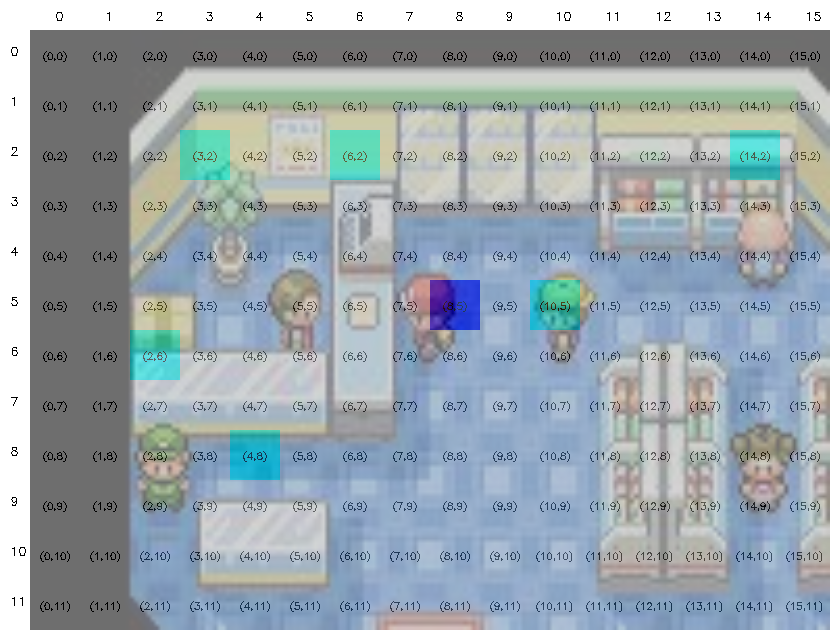 0 1 2 3 4 5 6 7 8 9 10 11 12 13 14 15
0 (0,0) (1,0) (2,0) (3,0) (4,0) (5,0) (6,0) (7,0) (8,0) (9,0) (10,0) (11,0) (12,0) (13,0) (14,0) (15,0)
1 (0,1) (1,1) (2,1) (3,1) (4,1) (5,1) (6,1) (7,1) (8,1) (9,1) (10,1) (11,1) (12,1) (13,1) (14,1) (15,1)
2 (0,2) (1,2) (2,2) (3,2) (4,2) (5,2) (6,2) (7,2) (8,2) (9,2) (10,2) (11,2) (12,2) (13,2) (14,2) (15,2)
3 (0,3) (1,3) (2,3) (3,3) (4,3) (5,3) (6,3) (7,3) (8,3) (9,3) (10,3) (11,3) (12,3) (13,3) (14,3) (15,3)
4 (0,4) (1,4) (2,4) (3,4) (4,4) (5,4) (6,4) (7,4) (8,4) (9,4) (10,4) (11,4) (12,4) (13,4) (14,4) (15,4)
5 (0,5) (1,5) (2,5) (3,5) (4,5) (5,5) (6,5) (7,5) (8,5) (9,5) (10,5) (11,5) (12,5) (13,5) (14,5) (15,5)
6 (0,6) (1,6) (2,6) (3,6) (4,6) (5,6) (6,6) (7,6) (8,6) (9,6) (10,6) (11,6) (12,6) (13,6) (14,6) (15,6)
7 (0,7) (1,7) (2,7) (3,7) (4,7) (5,7) (6,7) (7,7) (8,7) (9,7) (10,7) (11,7) (12,7) (13,7) (14,7) (15,7)
8 (0,8) (1,8) (2,8) (3,8) (4,8) (5,8) (6,8) (7,8) (8,8) (9,8) (10,8) (11,8) (12,8) (13,8) (14,8) (15,8)
9 (0,9) (1,9) (2,9) (3,9) (4,9) (5,9) (6,9) (7,9) (8,9) (9,9) (10,9) (11,9) (12,9) (13,9) (14,9) (15,9)
10 (0,10) (1,10) (2,10) (3,10) (4,10) (5,10) (6,10) (7,10) (8,10) (9,10) (10,10) (11,10) (12,10) (13,10) (14,10) (15,10)
11 (0,11) (1,11) (2,11) (3,11) (4,11) (5,11) (6,11) (7,11) (8,11) (9,11) (10,11) (11,11) (12,11) (13,11) (14,11) (15,11)